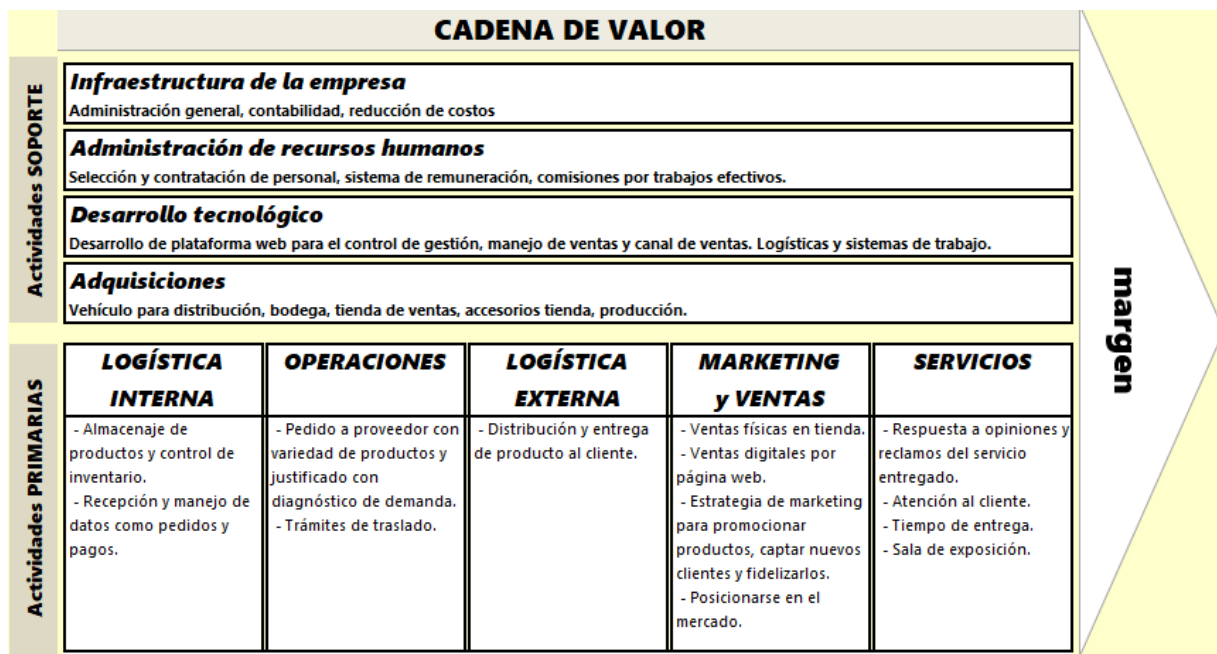 CADENA DE VALOR
Actividades SOPORTE
Infraestructura de la empresa
Administración general, contabilidad, reducción de costos
Administración de recursos humanos
Selección y contratación de personal, sistema de remuneración, comisiones por trabajos efectivos.
Desarrollo tecnológico
Desarrollo de plataforma web para el control de gestión, manejo de ventas y canal de ventas. Logísticas y sistemas de trabajo.
Adquisiciones
Vehículo para distribución, bodega, tienda de ventas, accesorios tienda, producción.
margen
Actividades PRIMARIAS
LOGÍSTICA
INTERNA
- Almacenaje de
productos y control de
inventario.
- Recepción y manejo de
datos como pedidos y
pagos.
OPERACIONES
- Pedido a proveedor con
variedad de productos y
justificado con
diagnóstico de demanda.
- Trámites de traslado.
LOGÍSTICA
EXTERNA
- Distribución y entrega
de producto al cliente.
MARKETING
y VENTAS
- Ventas físicas en tienda.
- Ventas digitales por
página web.
- Estrategia de marketing
para promocionar
productos, captar nuevos
clientes y fidelizarlos.
- Posicionarse en el
mercado.
SERVICIOS
- Respuesta a opiniones y
reclamos del servicio
entregado.
- Atención al cliente.
- Tiempo de entrega.
- Sala de exposición.